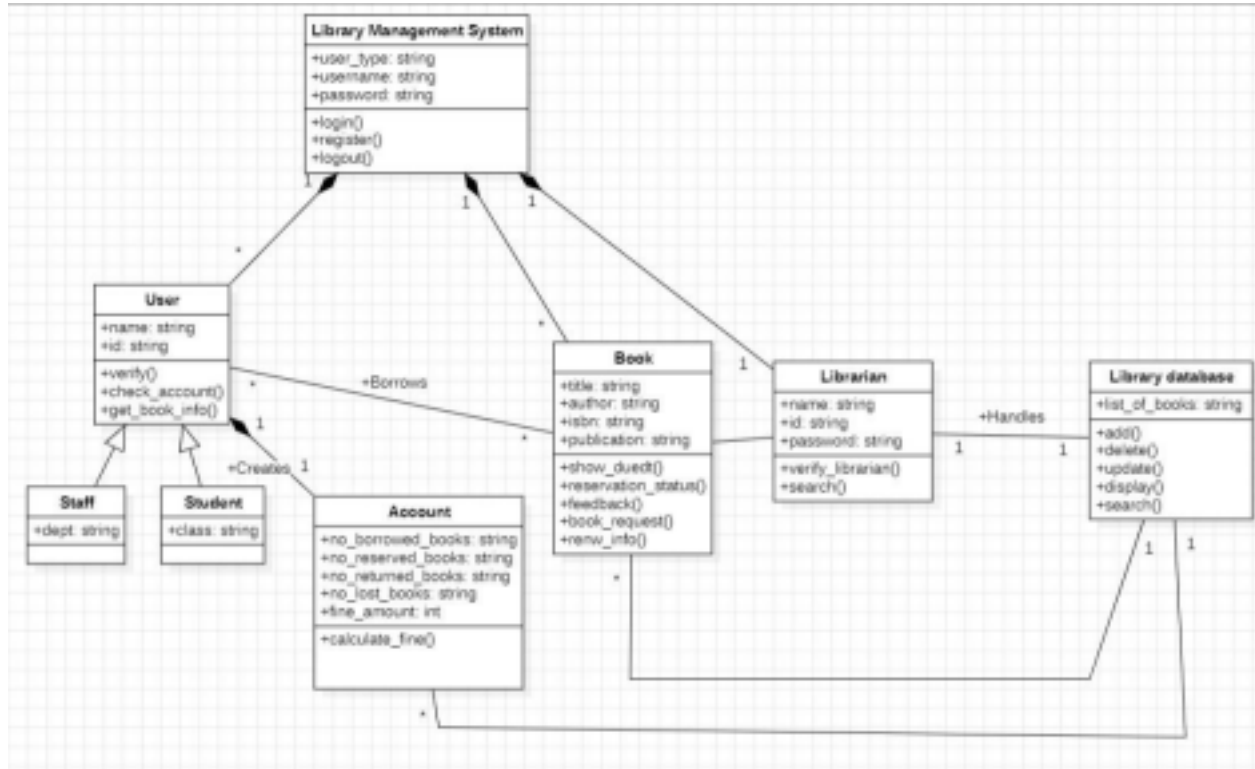 Library Management System
+user_type: string
+username: string
+password: string
+login()
+register()
+logout()
1
1
1
*
*
1
User
+name: string
+id: string
+verify()
+check_account()
+get_book_info()
*
+Borrows
*
1
+Creates
1
Staff
+dept: string
Student
+class: string
Account
+no_borrowed_books: string
+no_reserved_books: string
+no_returned_books: string
+no_lost_books: string
+fine_amount: int
+calculate_fine()
*
Book
+title: string
+author: string
+isbn: string
+publication: string
+show_duedt()
+reservation_status()
+feedback()
+book_request()
+renw_info()
*
Librarian
+name: string
+id: string
+password: string
+verify_librarian()
+search()
+Handles
1
1
Library database
+list_of_books: string
+add()
+delete()
+update()
+display()
+search()
1
1